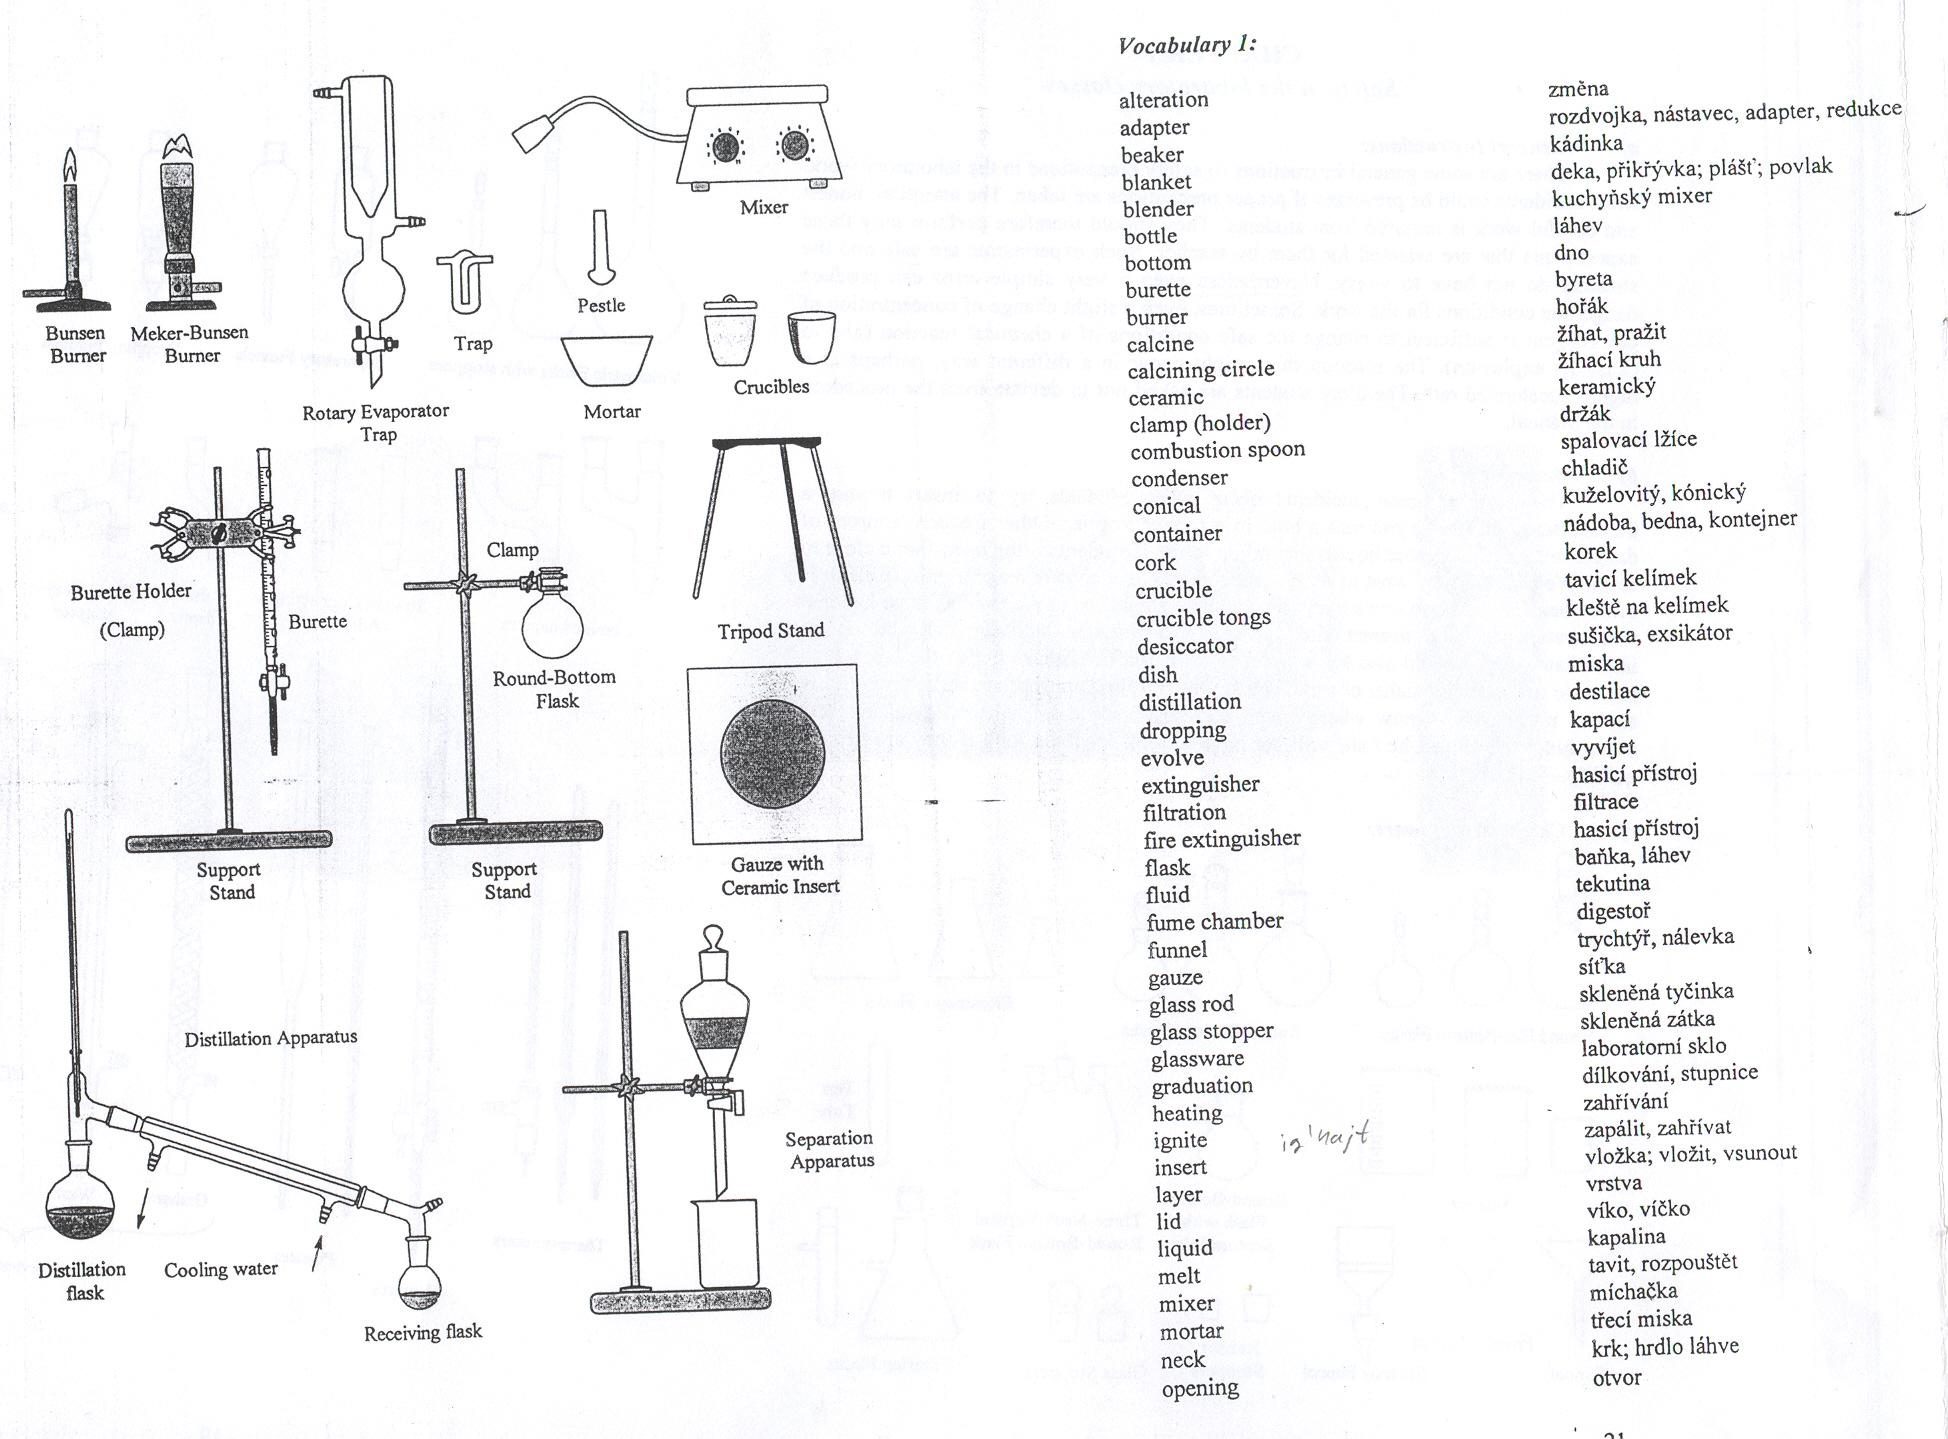 Mixer
Bunsen
Burner
Meker-Bunsen
Burner
Rotary Evaporator
Trap
Trap
Pestle
Mortar
Crucibles
Burette Holder
(Clamp)
Burette
Clamp
Round-Bottom
Flask
Tripod Stand
Support
Stand
Support
Stand
Gauze with
Ceramic Insert
Distillation Apparatus
Separation
Apparatus
Distillation
flask
Cooling water
Receiving flask
Vocabulary 1:
alteration změna
adapter rozdvojka, nástavec, adapter, redukce
beaker kádinka
blanket deka, přikřývka; plášť; povlak
blender kuchyňský mixer
bottle láhev
bottom dno
burette byreta
burner hořák
calcine žíhat, pražit
calcining circle žíhací kruh
ceramic keramický
clamp (holder) držák
combustion spoon spalovací lžíce
condenser chladič
conical kuželovitý, kónický
container nádoba, bedna, kontejner
cork korek
crucible tavicí kelímek
crucible tongs kleště na kelímek
desiccator sušička, exsikátor
dish miska
distillation destilace
dropping kapací
evolve vyvíjet
extinguisher hasicí přístroj
filtration filtrace
fire extinguisher hasicí přístroj
flask baňka, láhev
fluid tekutina
fume chamber digestoř
funnel trychtýř, nálevka
gauze síťka
glass rod skleněná tyčinka
glass stopper skleněná zátka
glassware laboratorní sklo
graduation dílkování, stupnice
heating zahřívání
ignite ig'najt zapálit, zahřívat
insert vložka; vložit, vsunout
layer vrstva
lid víko, víčko
liquid kapalina
melt tavit, rozpouštět
mixer míchačka
mortar třecí miska
neck krk; hrdlo láhve
opening otvor